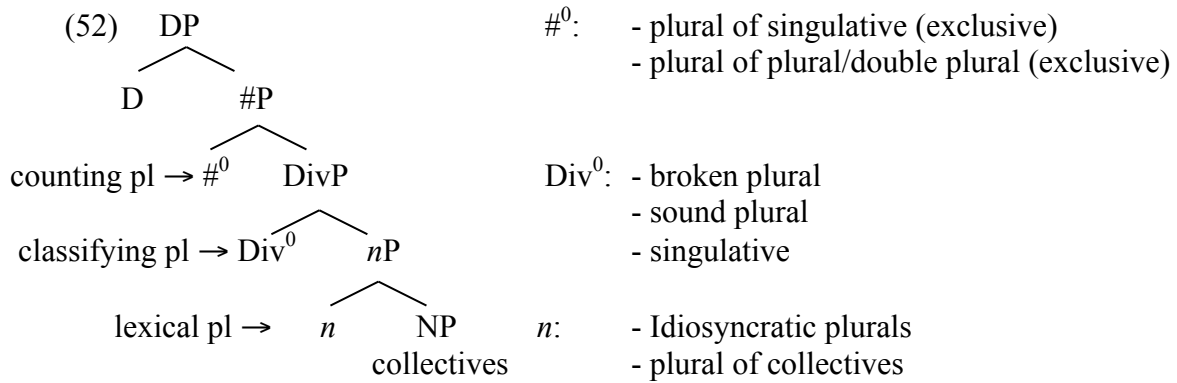 (52) DP #⁰: - plural of singulative (exclusive)
- plural of plural/double plural (exclusive)
D #P
counting pl → #⁰ DivP Div⁰: - broken plural
- sound plural
classifying pl → Div⁰ nP - singulative
lexical pl → n NP n: - Idiosyncratic plurals
collectives - plural of collectives